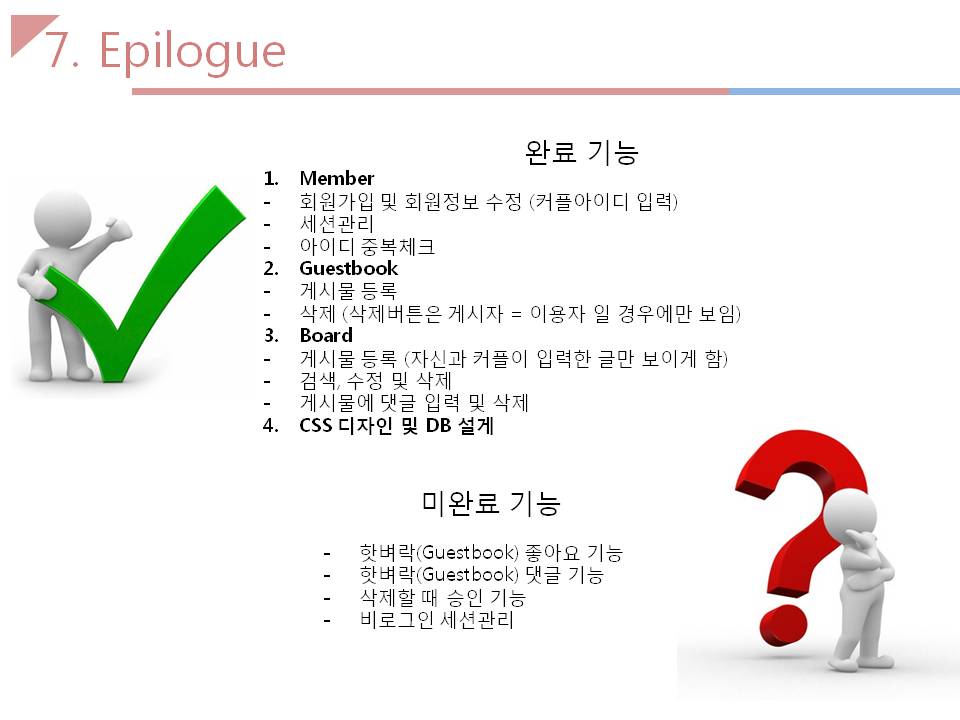 7. Epilogue
완료 기능
1. Member
- 회원가입 및 회원정보 수정 (커플아이디 입력)
- 세션관리
- 아이디 중복체크
2. Guestbook
- 게시물 등록
- 삭제 (삭제버튼은 게시자 = 이용자 일 경우에만 보임)
3. Board
- 게시물 등록 (자신과 커플이 입력한 글만 보이게 함)
- 검색, 수정 및 삭제
- 게시물에 댓글 입력 및 삭제
4. CSS 디자인 및 DB 설게
미완료 기능
- 핫벼락(Guestbook) 좋아요 기능
- 핫벼락(Guestbook) 댓글 기능
- 삭제할 때 승인 기능
- 비로그인 세션관리